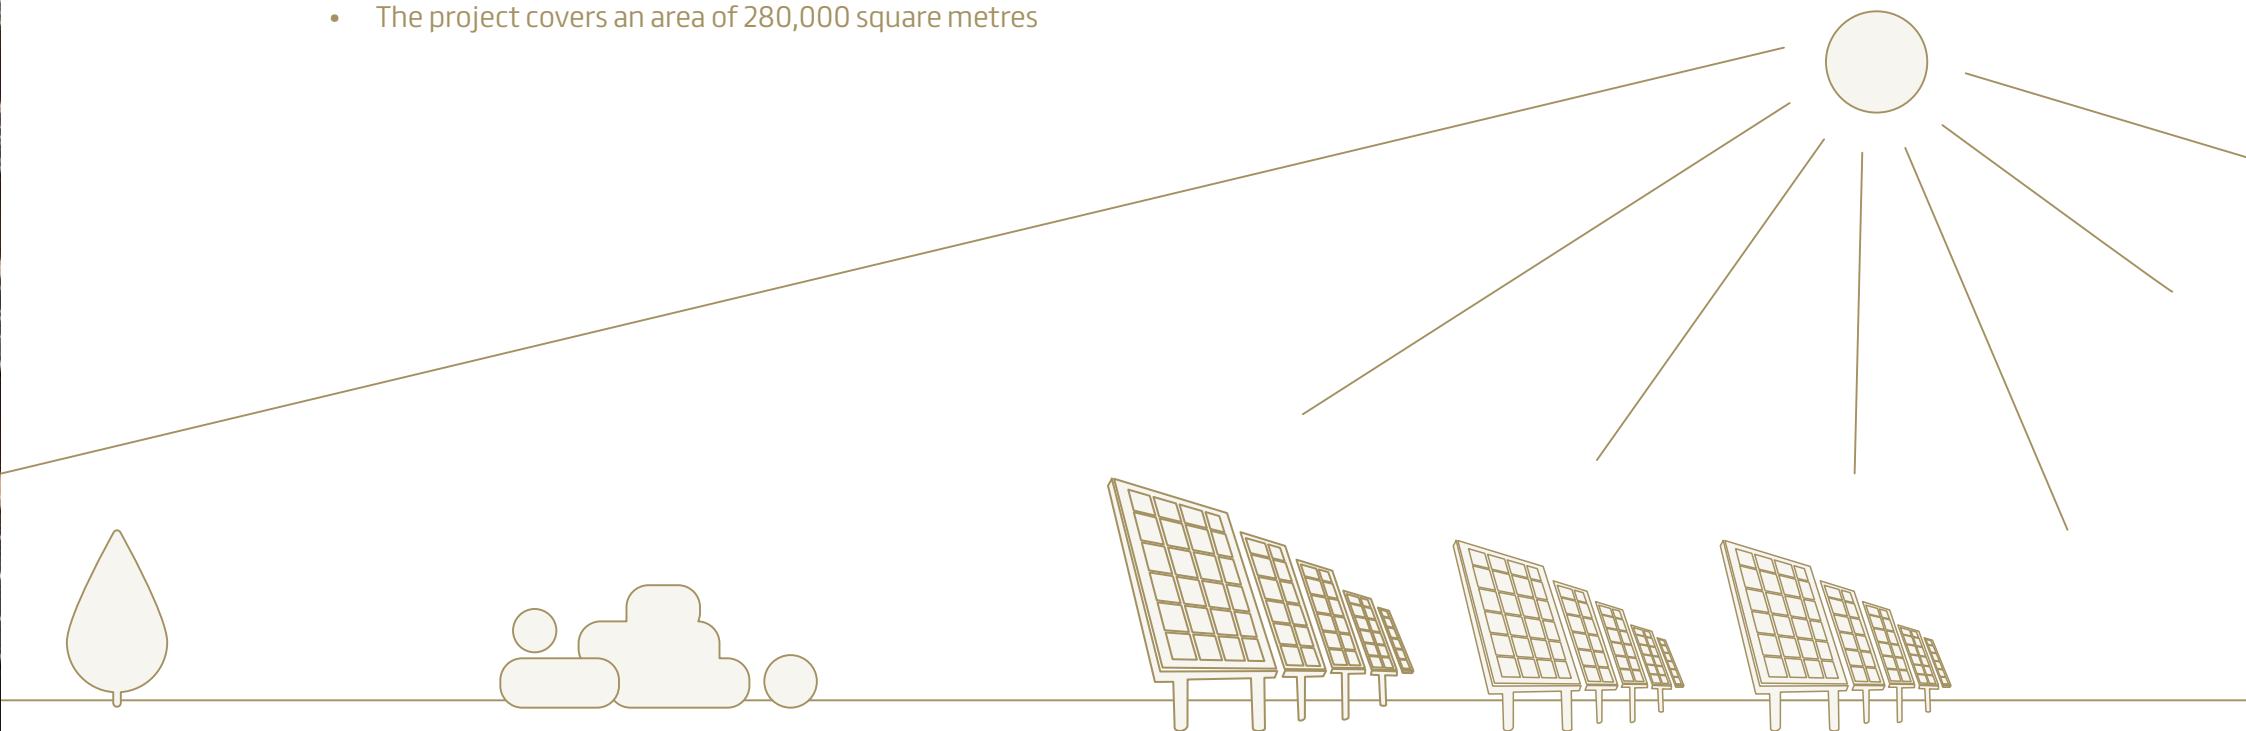 • The project covers an area of 280,000 square metres